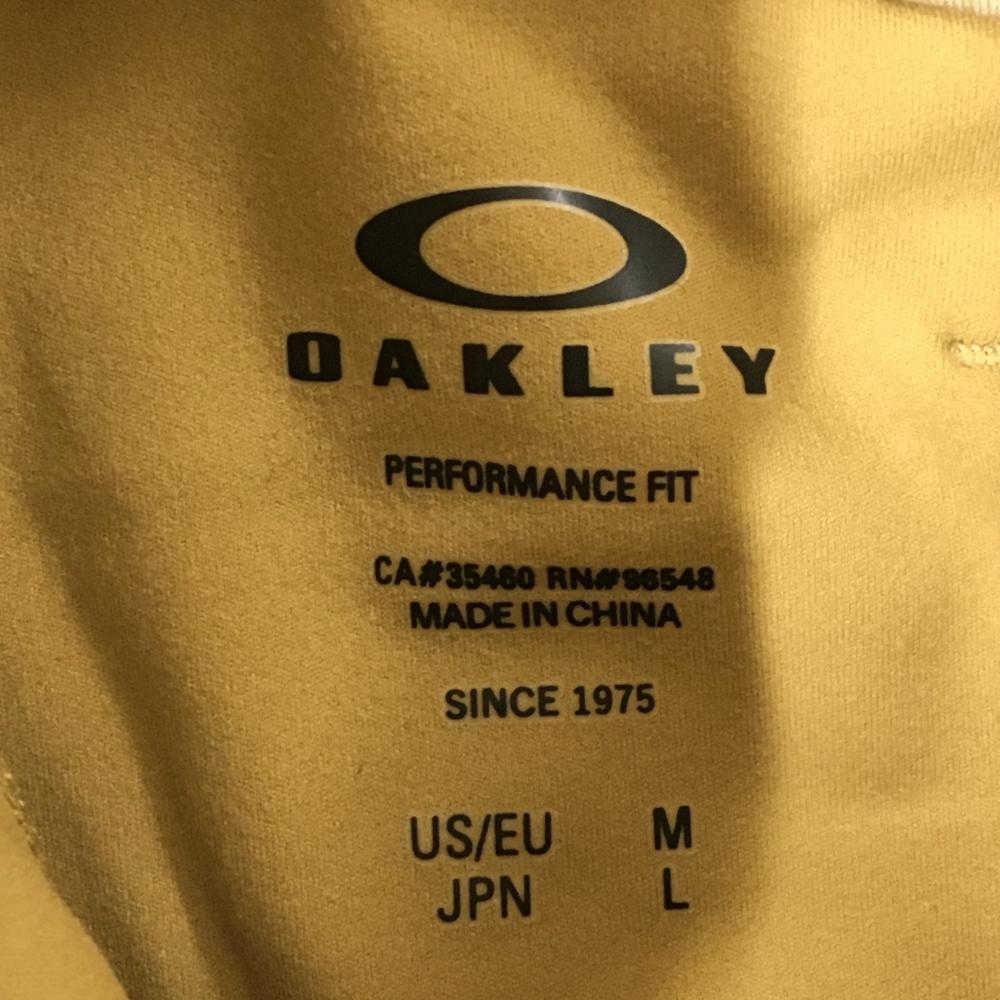 OAKLEY
PERFORMANCE FIT
CA#35460 RN#96548
MADE IN CHINA
SINCE 1975
US/EU M
JPN L